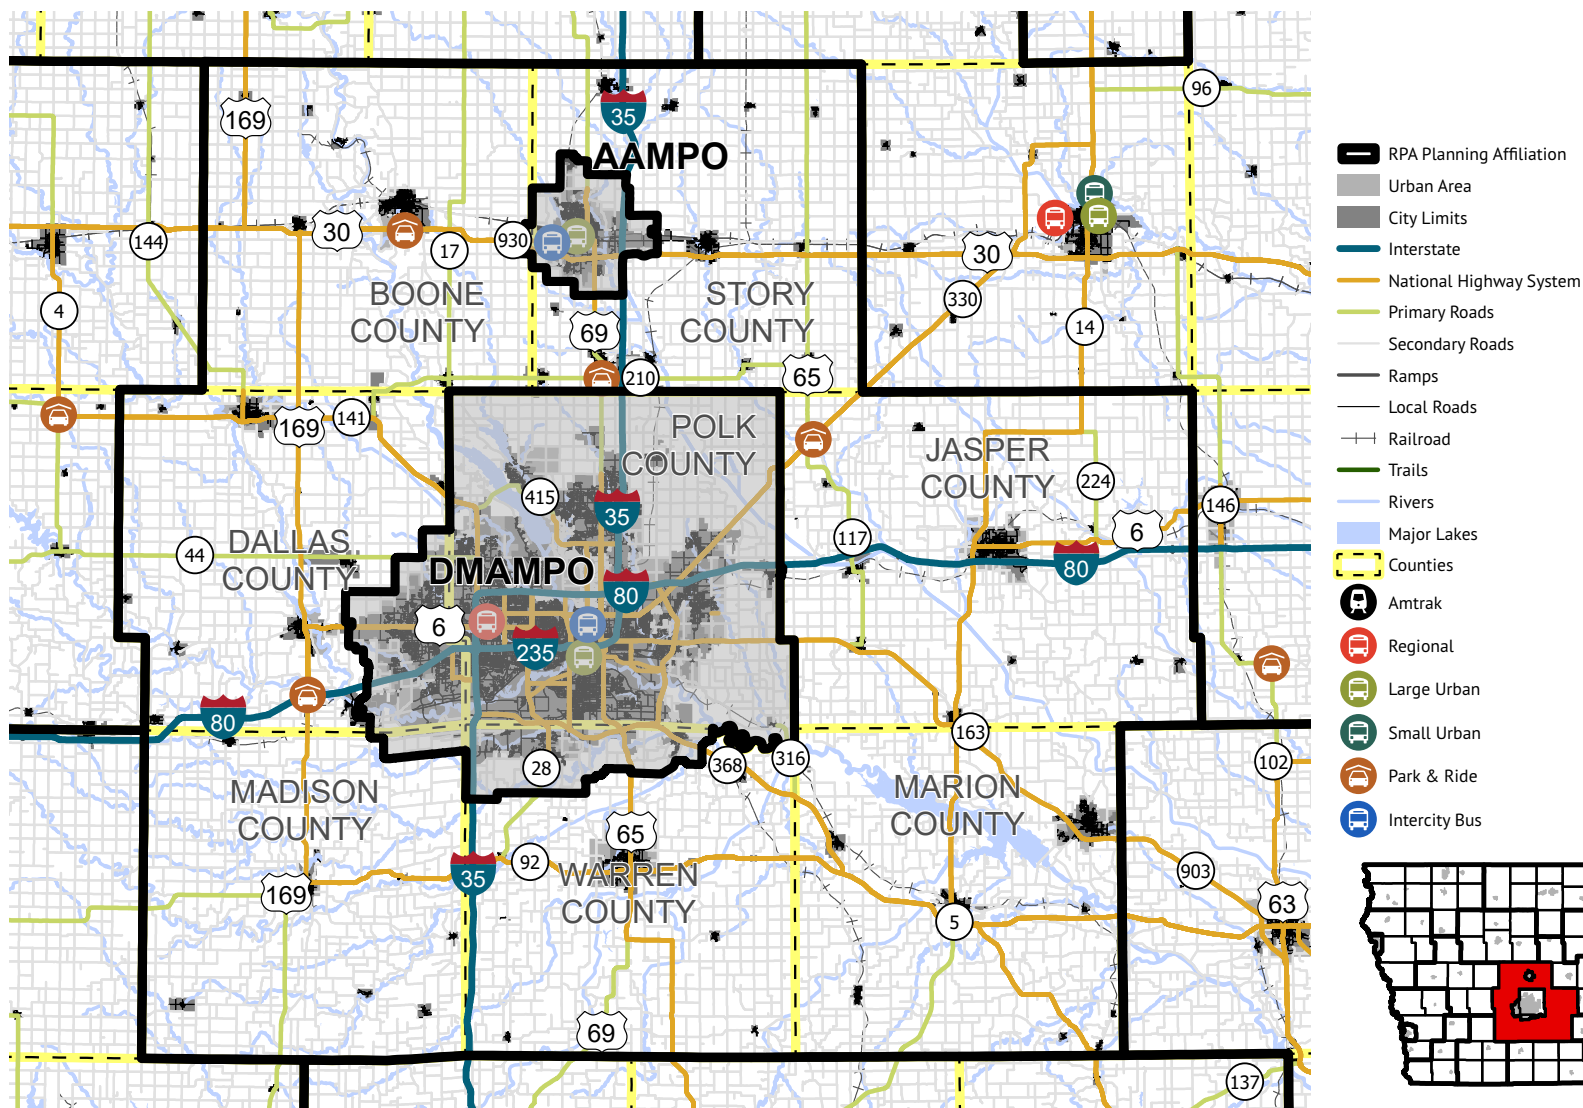 35
96
169
AAMPO
144
30
17
930
30
4
BOONE
COUNTY
STORY
COUNTY
330
14
69
210
65
169
141
POLK
COUNTY
JASPER
COUNTY
415
35
224
146
6
117
44
DALLAS
COUNTY
DMAMPO
80
80
6
235
80
163
316
368
28
102
MADISON
COUNTY
MARION
COUNTY
65
92
35
WARREN
COUNTY
169
903
63
5
69
137
RPA Planning Affiliation
Urban Area
City Limits
Interstate
National Highway System
Primary Roads
Secondary Roads
Ramps
Local Roads
Railroad
Trails
Rivers
Major Lakes
Counties
Amtrak
Regional
Large Urban
Small Urban
Park & Ride
Intercity Bus